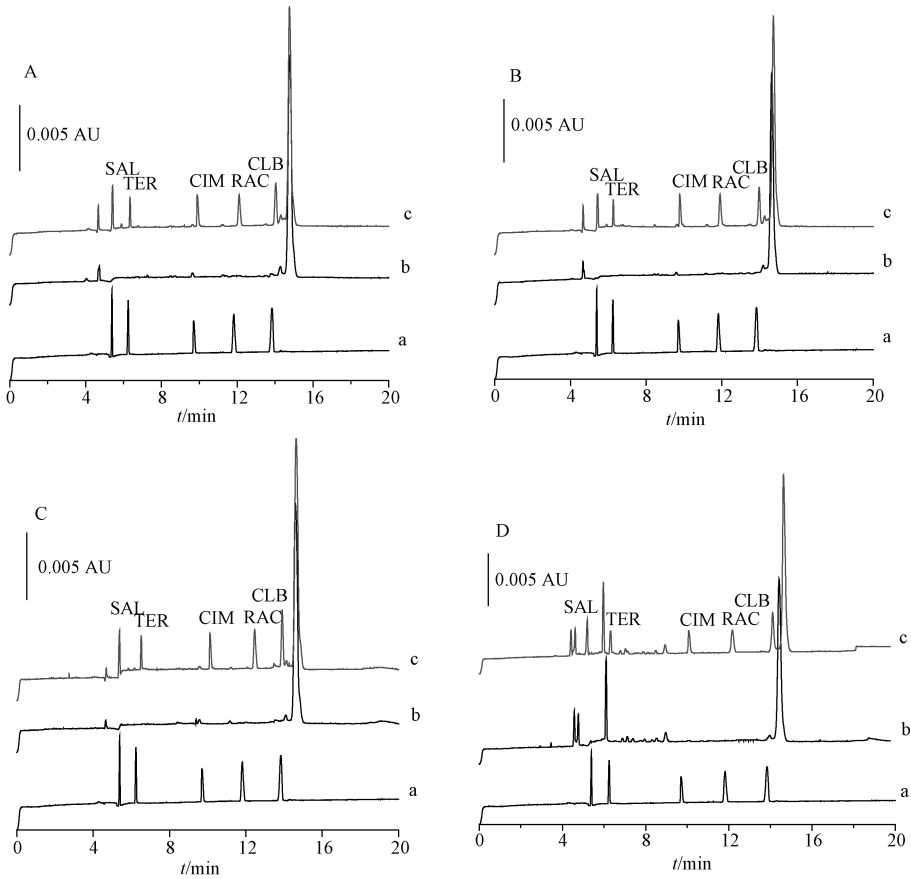 A
0.005 AU
SAL
TER
CIM RAC
CLB
c
b
a
0 4 8 12 16 20
t/min
B
0.005 AU
SAL
TER
CIM RAC
CLB
c
b
a
0 4 8 12 16 20
t/min
C
0.005 AU
SAL
TER
CIM RAC
CLB
c
b
a
0 4 8 12 16 20
t/min
D
0.005 AU
SAL
TER
CIM RAC
CLB
c
b
a
0 4 8 12 16 20
t/min